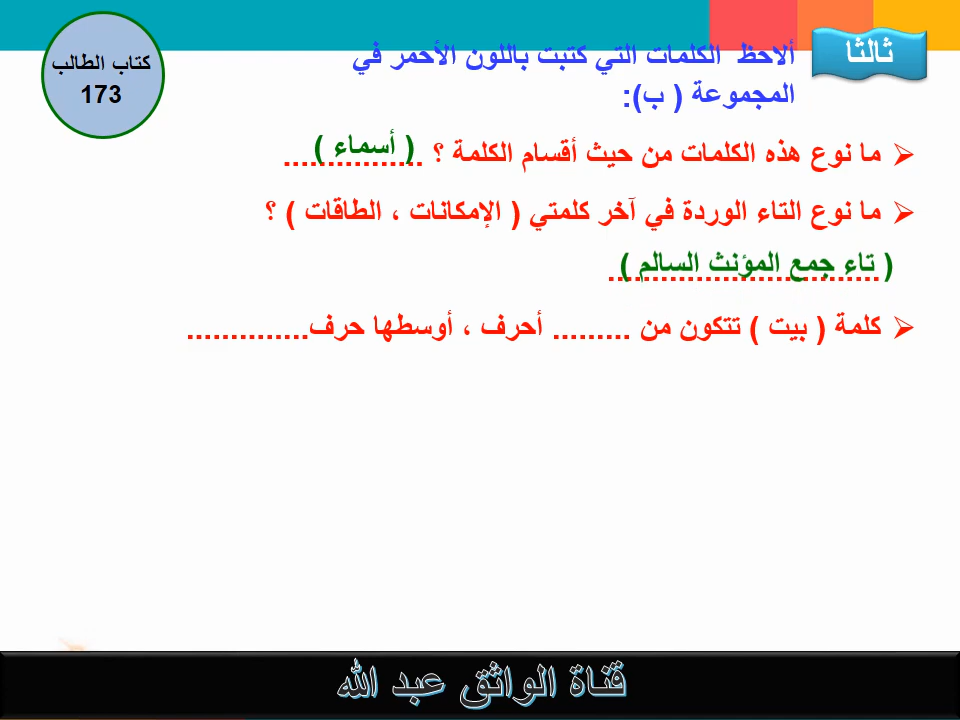 ثالثا
ألاحظ الكلمات التي كتبت باللون الأحمر في
المجموعة ( ب):
كتاب الطالب
173
ما نوع هذه الكلمات من حيث أقسام الكلمة ؟ ................
( أسماء )
ما نوع التاء الوردة في آخر كلمتي ( الإمكانات ، الطاقات ) ؟
( تاء جمع المؤنث السالم )
...............................
كلمة ( بيت ) تتكون من ......... أحرف ، أوسطها حرف..............
قناة الواثق عبد الله